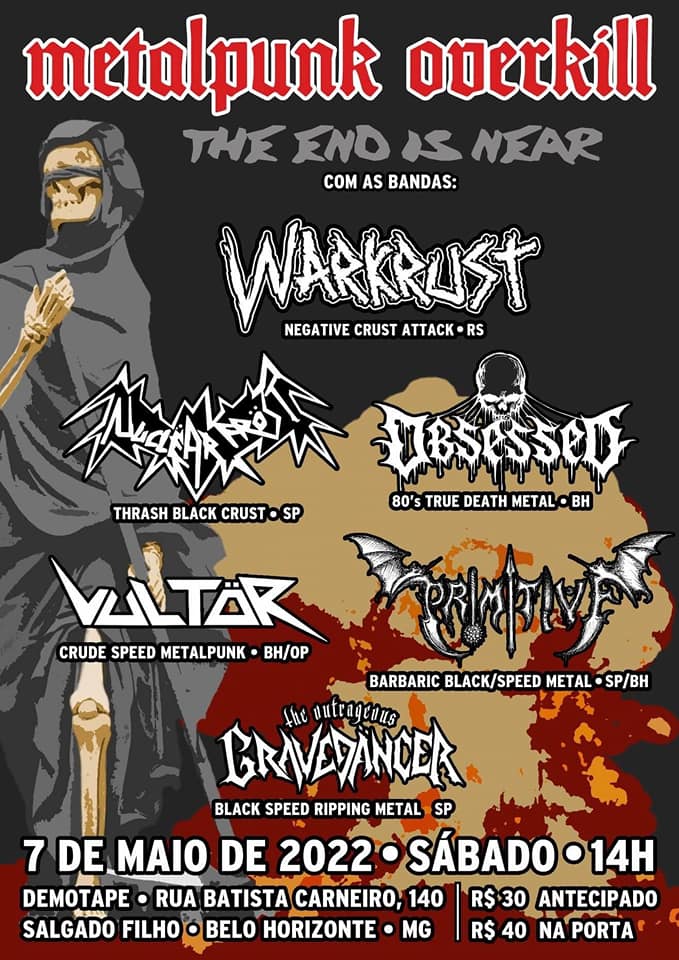 metalpunk overkill
THE END IS NEAR
COM AS BANDAS:
WARKRUST
NEGATIVE CRUST ATTACK • RS
NUCLËÄR FRÖST
THRASH BLACK CRUST • SP
OBSESSED
80's TRUE DEATH METAL • BH
VULTÖR
CRUDE SPEED METALPUNK • BH/OP
PRIMITIVE
BARBARIC BLACK/SPEED METAL • SP/BH
the outrageous
GRAVEDÄNCER
BLACK SPEED RIPPING METAL SP
7 DE MAIO DE 2022 • SÁBADO • 14H
DEMOTAPE • RUA BATISTA CARNEIRO, 140
SALGADO FILHO • BELO HORIZONTE • MG
R$ 30 ANTECIPADO
R$ 40 NA PORTA